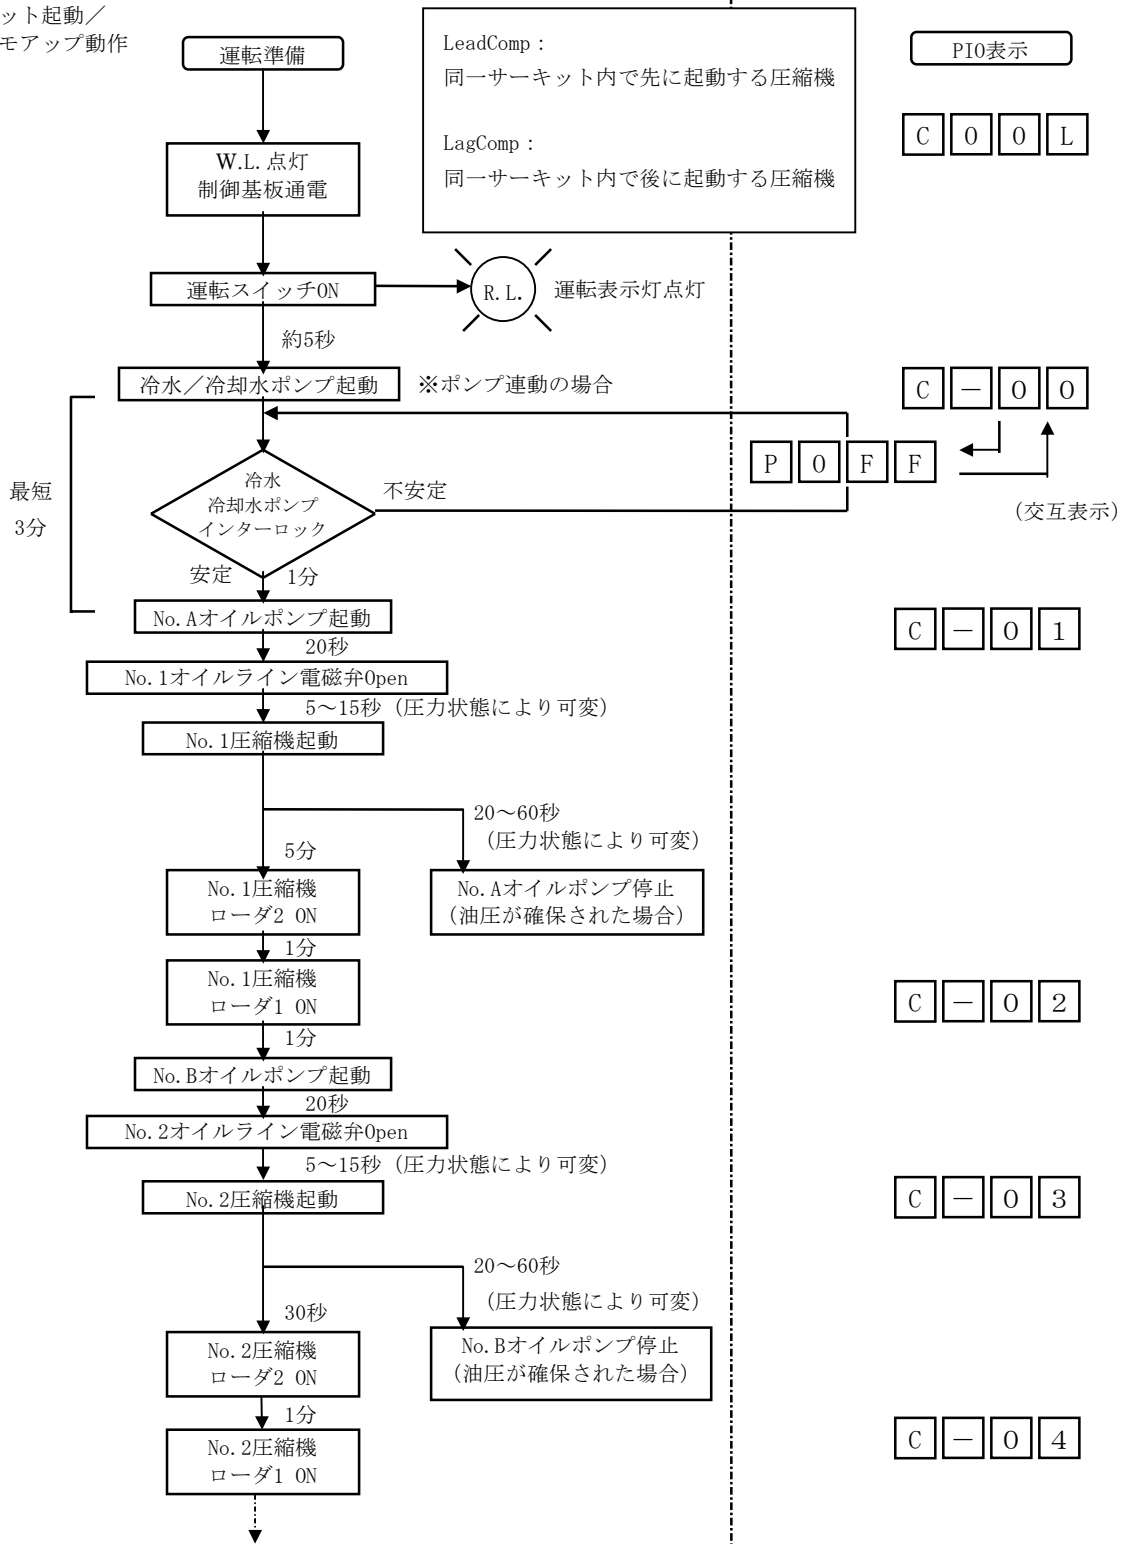 ット起動／
モアップ動作
運転準備
LeadComp：
同一サーキット内で先に起動する圧縮機
LagComp：
同一サーキット内で後に起動する圧縮機
PIO表示
C O O L
W.L.点灯
制御基板通電
運転スイッチON
R.L.
運転表示灯点灯
約5秒
冷水／冷却水ポンプ起動
※ポンプ連動の場合
C － 0 0
P O F F
（交互表示）
最短
3分
冷水
冷却水ポンプ
インターロック
不安定
安定
1分
No.Aオイルポンプ起動
C － 0 1
20秒
No.1オイルライン電磁弁Open
5～15秒（圧力状態により可変）
No.1圧縮機起動
20～60秒
（圧力状態により可変）
5分
No.1圧縮機
ローダ2 ON
No.Aオイルポンプ停止
（油圧が確保された場合）
1分
No.1圧縮機
ローダ1 ON
C － 0 2
1分
No.Bオイルポンプ起動
20秒
No.2オイルライン電磁弁Open
5～15秒（圧力状態により可変）
No.2圧縮機起動
C － 0 3
20～60秒
（圧力状態により可変）
30秒
No.2圧縮機
ローダ2 ON
No.Bオイルポンプ停止
（油圧が確保された場合）
1分
No.2圧縮機
ローダ1 ON
C － 0 4